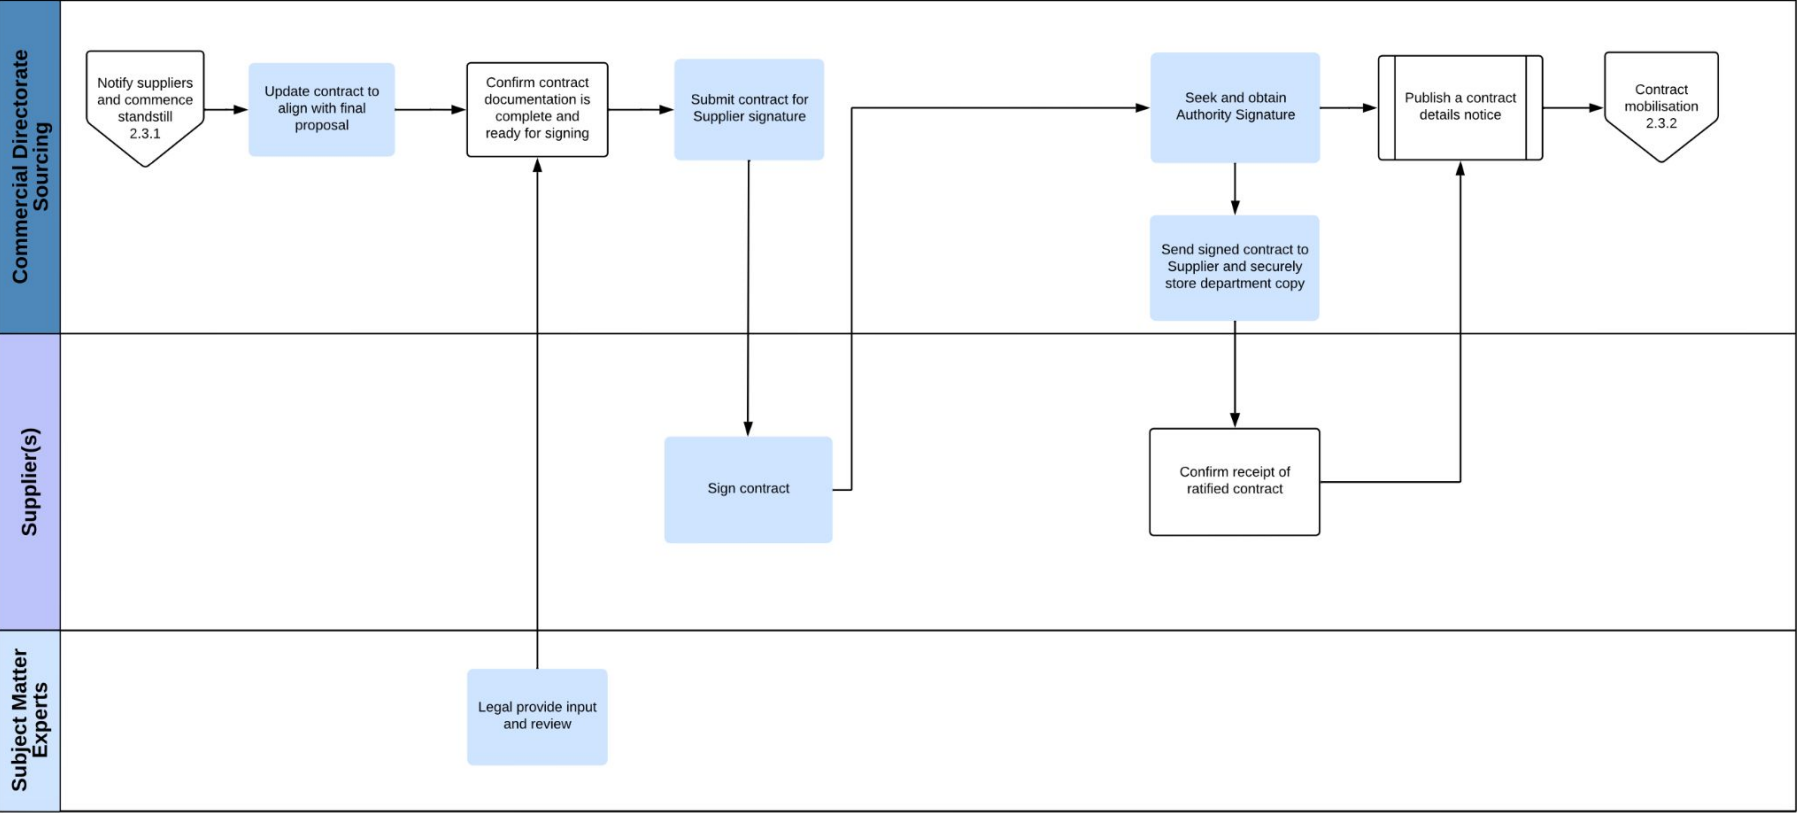 Commercial Directorate
Sourcing
Notify suppliers
and commence
standstill
2.3.1
Update contract to
align with final
proposal
Confirm contract
documentation is
complete and
ready for signing
Submit contract for
Supplier signature
Seek and obtain
Authority Signature
Publish a contract
details notice
Contract
mobilisation
2.3.2
Send signed contract to
Supplier and securely
store department copy
Supplier(s)
Sign contract
Confirm receipt of
ratified contract
Subject Matter
Experts
Legal provide input
and review